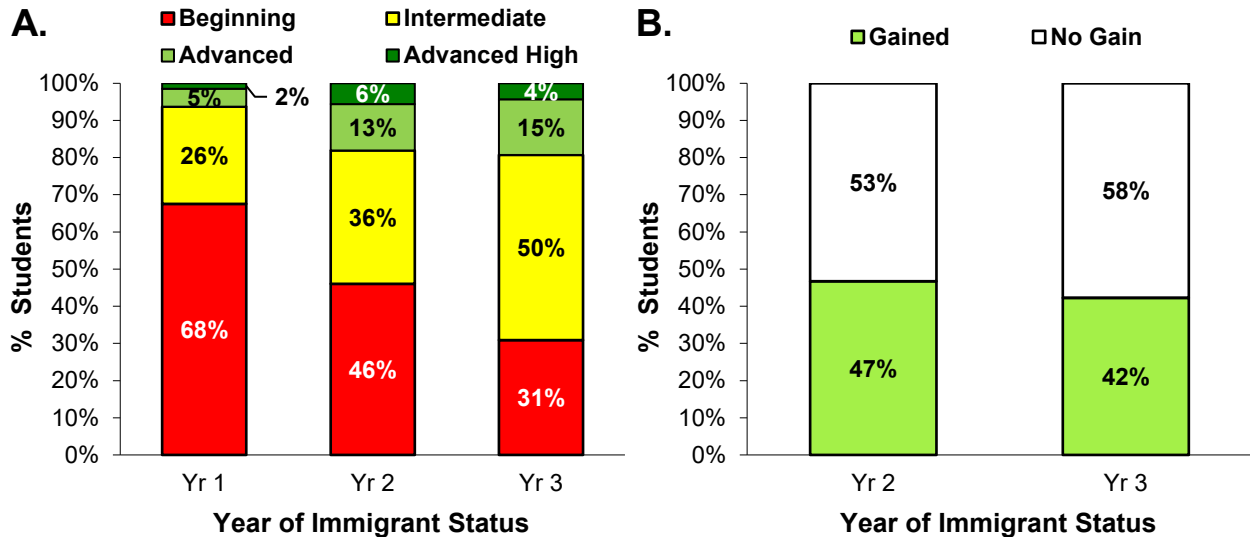 A.
Beginning
Intermediate
Advanced
Advanced High
% Students
100%
90%
80%
70%
60%
50%
40%
30%
20%
10%
0%
5%
2%
26%
68%
6%
13%
36%
46%
4%
15%
50%
31%
Yr 1
Yr 2
Yr 3
Year of Immigrant Status
B.
Gained
No Gain
% Students
100%
90%
80%
70%
60%
50%
40%
30%
20%
10%
0%
53%
47%
58%
42%
Yr 2
Yr 3
Year of Immigrant Status